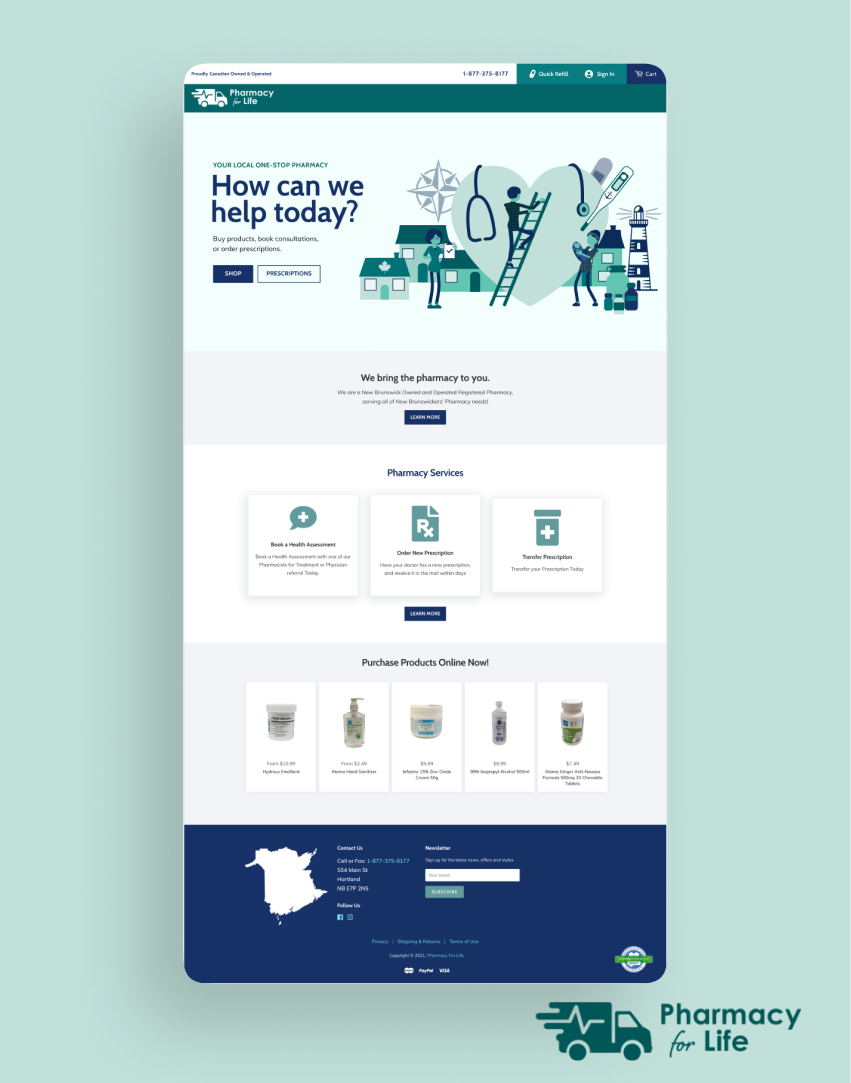 Proudly Canadian Owned & Operated
1-877-375-8177
Quick Refill
Sign In
Cart
Pharmacy
for Life
YOUR LOCAL ONE-STOP PHARMACY
How can we
help today?
Buy products, book consultations,
or order prescriptions.
SHOP
PRESCRIPTIONS
We bring the pharmacy to you.
We are a New Brunswick Owned and Operated Registered Pharmacy,
serving all of New Brunswickers' Pharmacy needs!
LEARN MORE
Pharmacy Services
Book a Health Assessment
Book a Health Assessment with one of our
Pharmacists for Treatment or Physician
referral Today.
Rx
Order New Prescription
Have your doctor fax a new prescription,
and receive it in the mail within days
Transfer Prescription
Transfer your Prescription Today
LEARN MORE
Purchase Products Online Now!
From $10.99
Hydrosa Emollient
From $2.49
Atoma Hand Sanitizer
$5.99
Infazinc 15% Zinc Oxide
Cream 50g
$8.99
99% Isopropyl Alcohol 500ml
$7.49
Atoma Ginger Anti-Nausea
Formula 500mg 20 Chewable
Tablets
Contact Us
Call or Fax: 1-877-375-8177
554 Main St
Hartland
NB E7P 2N5
Follow Us
Newsletter
Sign up for the latest news, offers and styles
Your email
SUBSCRIBE
Privacy | Shipping & Returns | Terms of Use
Copyright © 2021, Pharmacy For Life.
PayPal VISA
Pharmacy
for Life